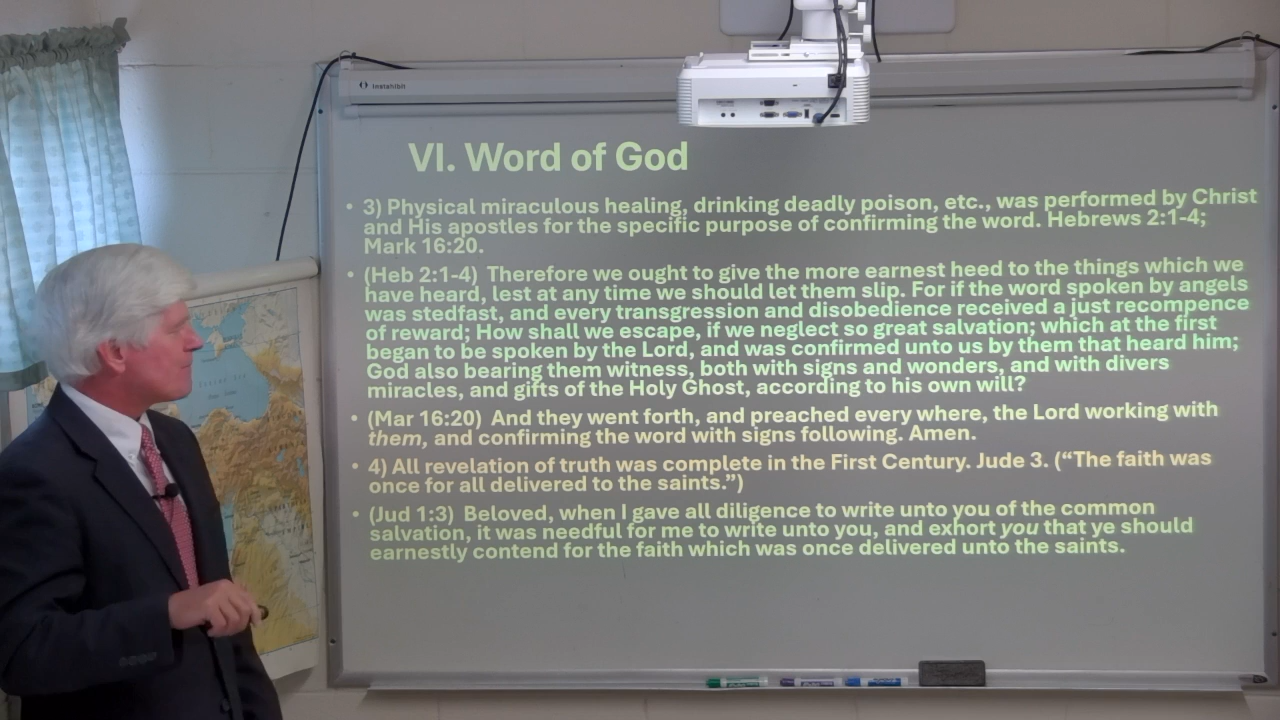 Instahibit
VI. Word of God
• 3) Physical miraculous healing, drinking deadly poison, etc., was performed by Christ
and His apostles for the specific purpose of confirming the word. Hebrews 2:1-4;
Mark 16:20.
• (Heb 2:1-4) Therefore we ought to give the more earnest heed to the things which we
have heard, lest at any time we should let them slip. For if the word spoken by angels
was stedfast, and every transgression and disobedience received a just recompence
of reward; How shall we escape, if we neglect so great salvation; which at the first
began to be spoken by the Lord, and was confirmed unto us by them that heard him;
God also bearing them witness, both with signs and wonders, and with divers
miracles, and gifts of the Holy Ghost, according to his own will?
• (Mar 16:20) And they went forth, and preached every where, the Lord working with
them, and confirming the word with signs following. Amen.
• 4) All revelation of truth was complete in the First Century. Jude 3. (“The faith was
once for all delivered to the saints.”)
• (Jud 1:3) Beloved, when I gave all diligence to write unto you of the common
salvation, it was needful for me to write unto you, and exhort you that ye should
earnestly contend for the faith which was once delivered unto the saints.